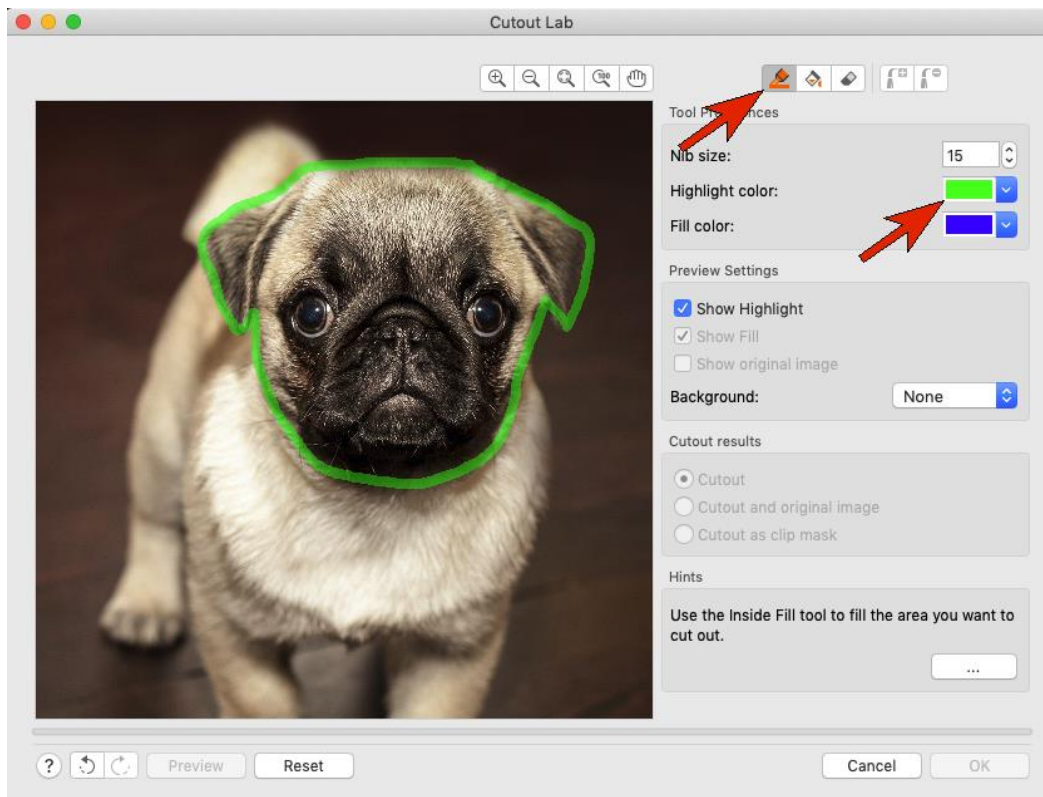 Cutout Lab
100
Tool Preferences
Nib size:
15
Highlight color:
Fill color:
Preview Settings
Show Highlight
Show Fill
Show original image
Background:
None
Cutout results
Cutout
Cutout and original image
Cutout as clip mask
Hints
Use the Inside Fill tool to fill the area you want to
cut out.
...
?
Preview
Reset
Cancel
OK